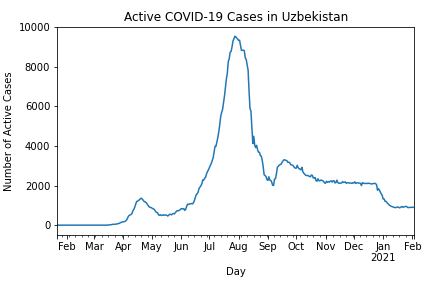 Active COVID-19 Cases in Uzbekistan
Number of Active Cases
10000
8000
6000
4000
2000
0
Feb Mar Apr May Jun Jul Aug Sep Oct Nov Dec Jan Feb
2021
Day